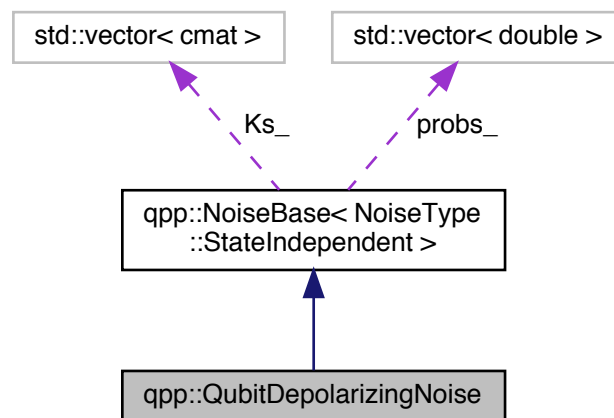 std::vector< cmat >
std::vector< double >
Ks_
probs_
qpp::NoiseBase< NoiseType
::StateIndependent >
qpp::QubitDepolarizingNoise